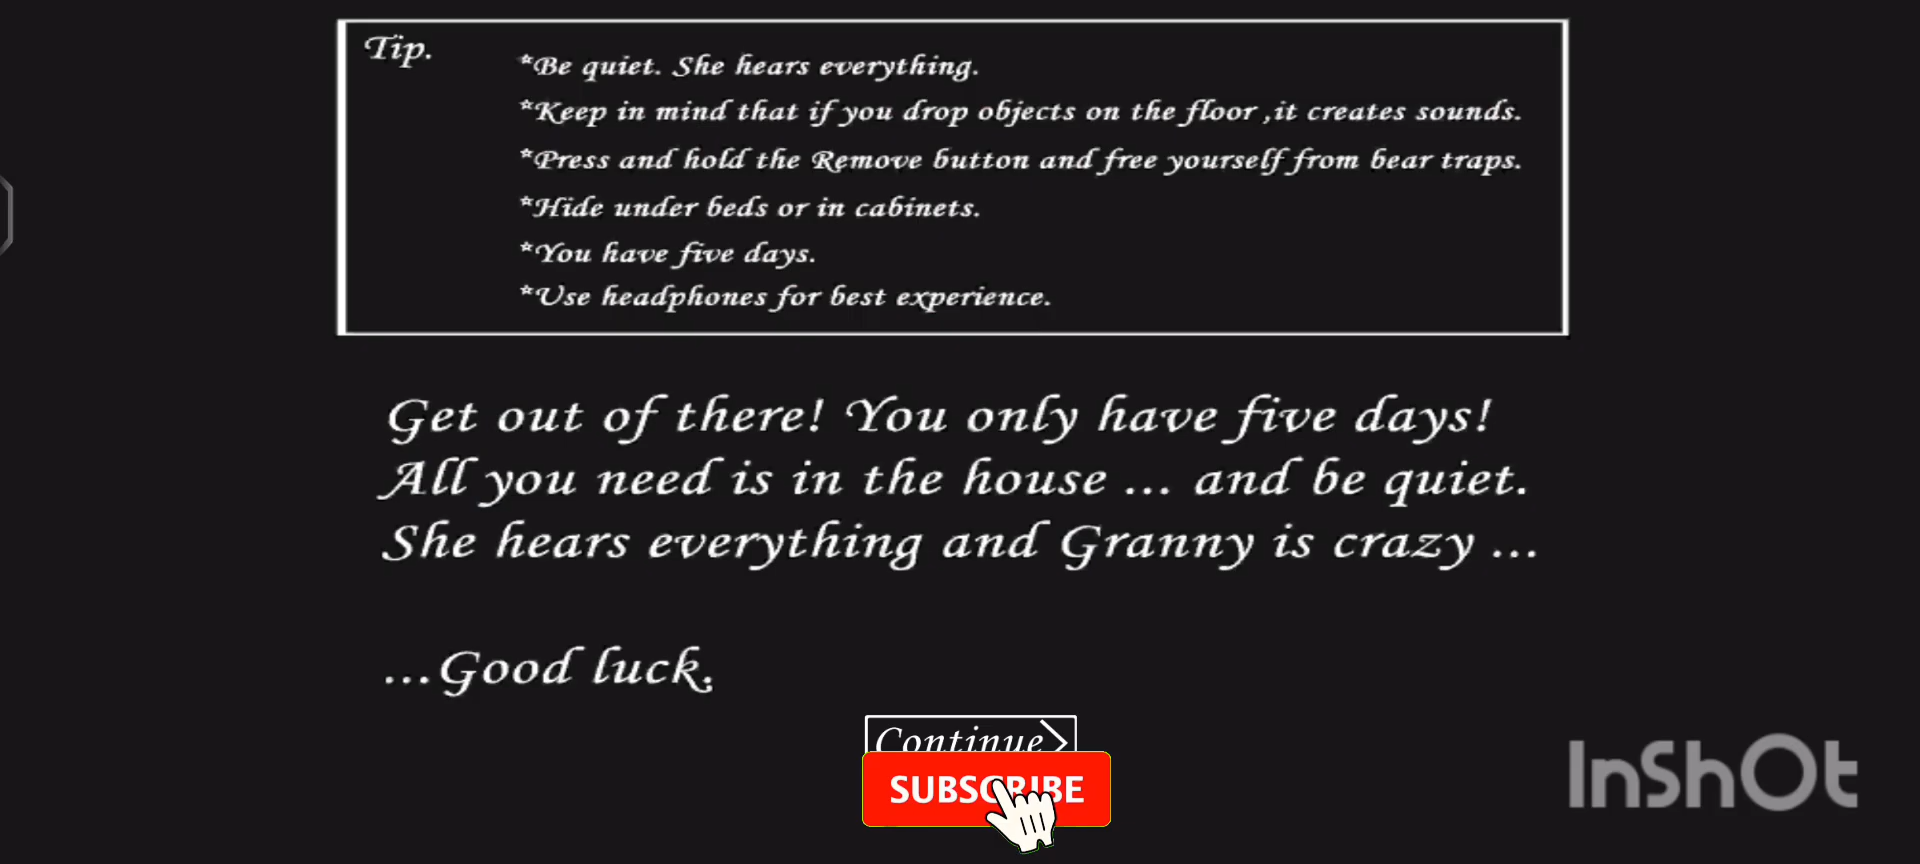 Tip.
*Be quiet. She hears everything.
*Keep in mind that if you drop objects on the floor ,it creates sounds.
*Press and hold the Remove button and free yourself from bear traps.
*Hide under beds or in cabinets.
*You have five days.
*Use headphones for best experience.
Get out of there! You only have five days!
All you need is in the house ... and be quiet.
She hears everything and Granny is crazy ...
...Good luck.
Continue>
SUBSCRIBE
InShOt